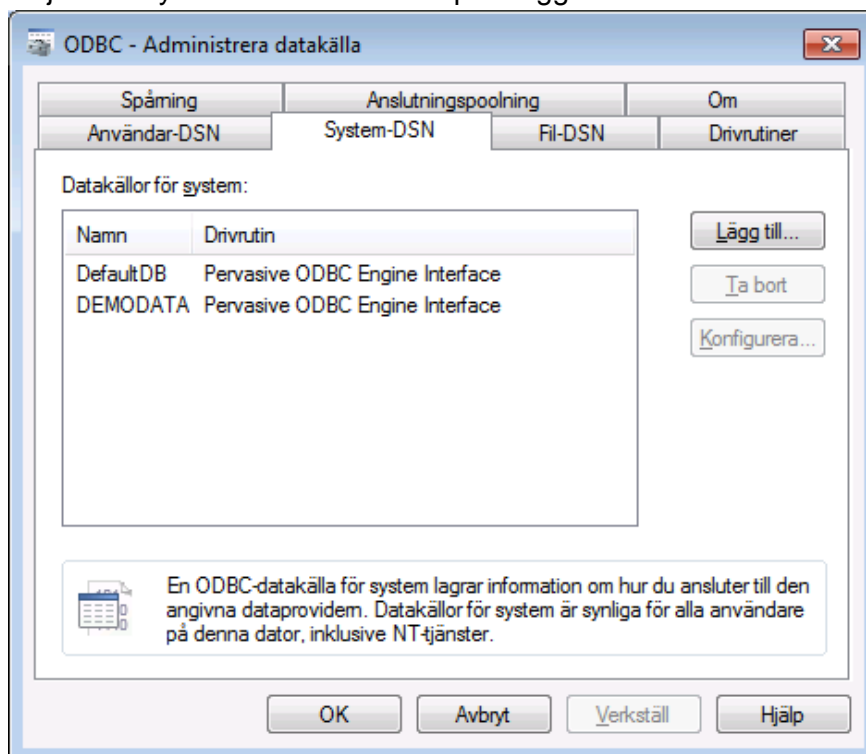 ODBC - Administrera datakälla
Spårning Anslutningspoolning Om
Användar-DSN System-DSN Fil-DSN Drivrutiner
Datakällor för system:
Namn Drivrutin
DefaultDB Pervasive ODBC Engine Interface
DEMODATA Pervasive ODBC Engine Interface
Lägg till...
Ta bort
Konfigurera...
En ODBC-datakälla för system lagrar information om hur du ansluter till den
angivna dataprovidern. Datakällor för system är synliga för alla användare
på denna dator, inklusive NT-tjänster.
OK Avbryt Verkställ Hjälp